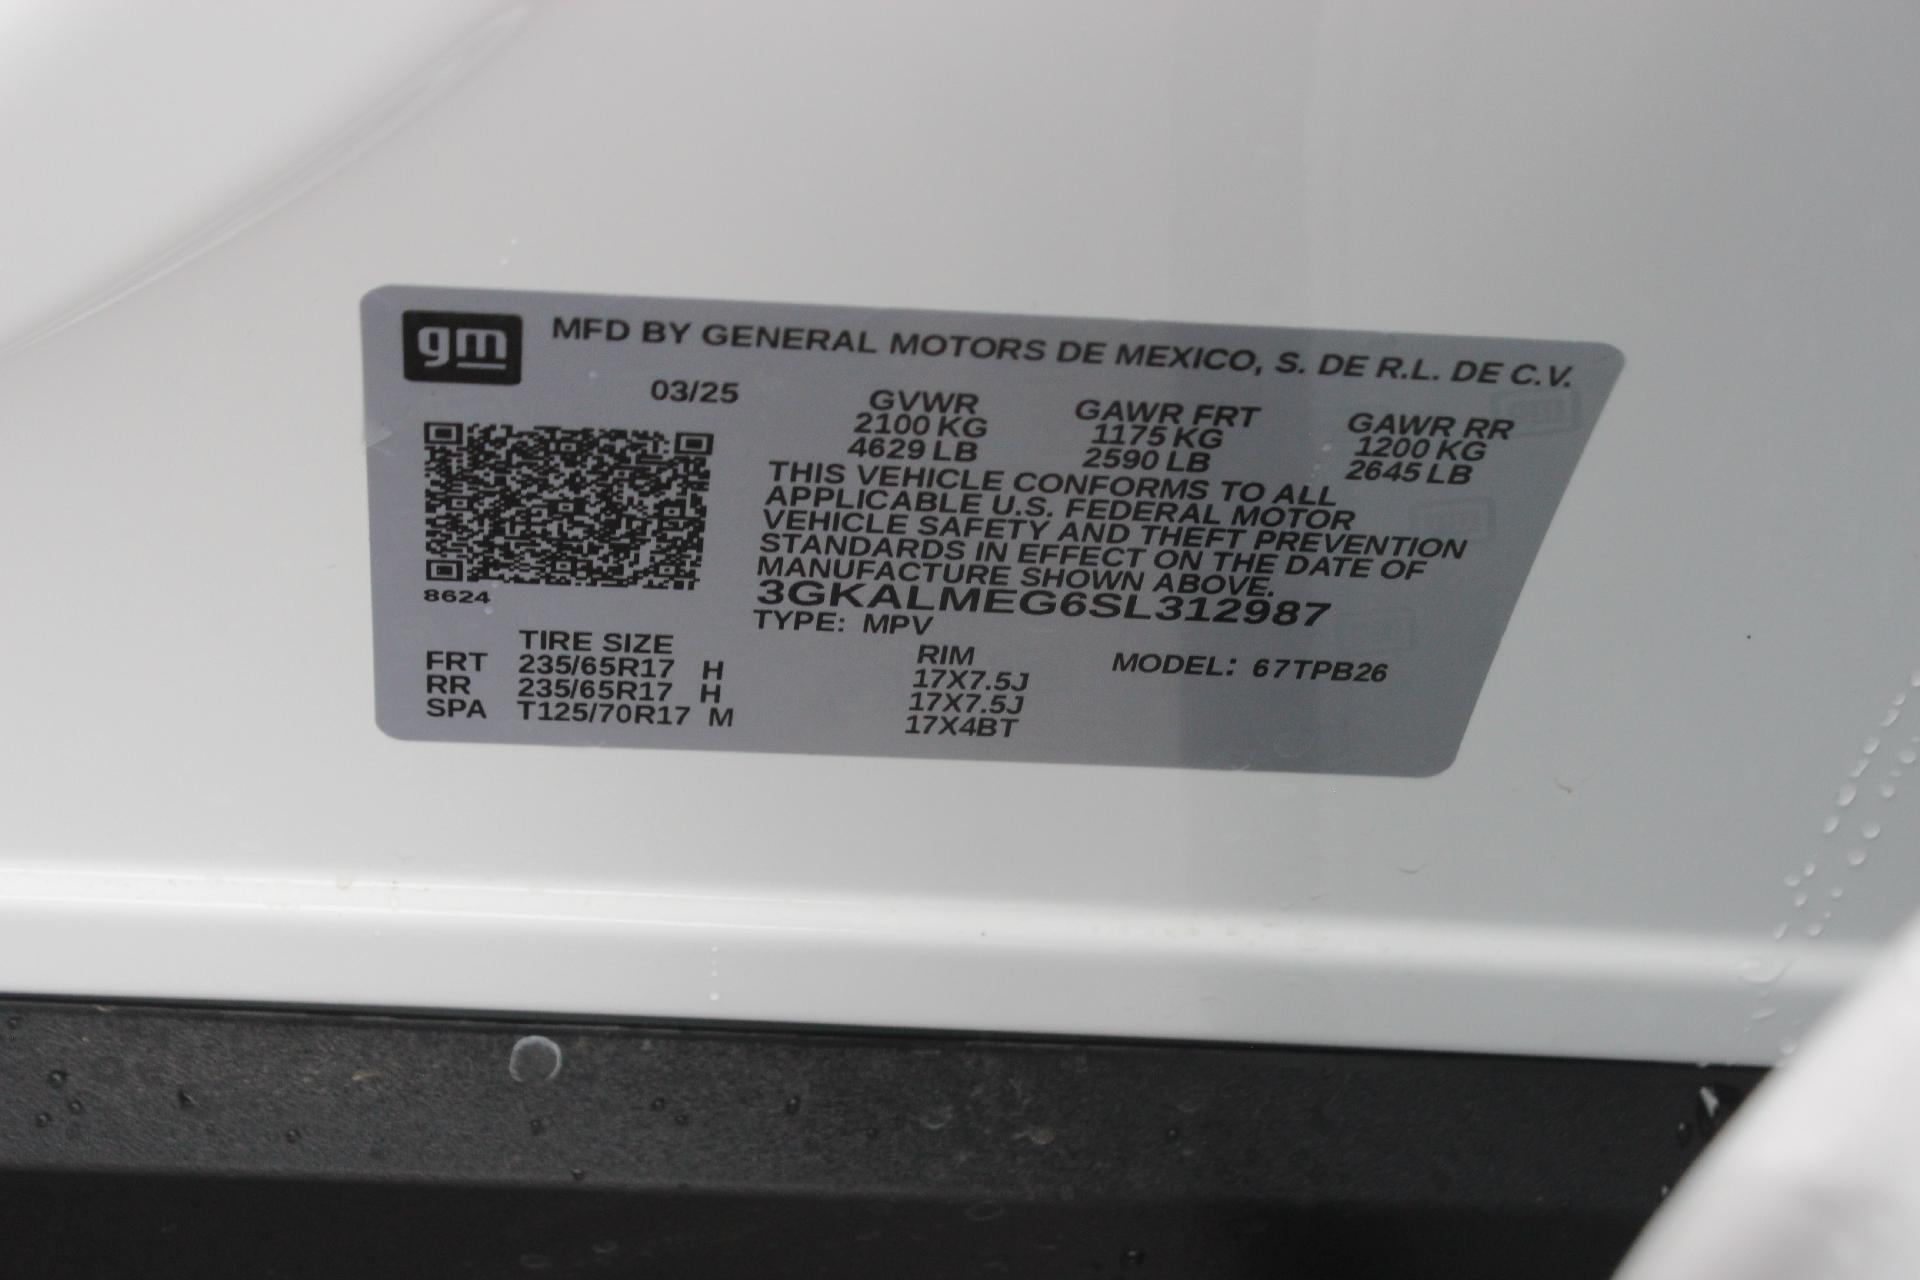 gm MFD BY GENERAL MOTORS DE MEXICO, S. DE R.L. DE C.V.
03/25
GVWR GAWR FRT GAWR RR
2100 KG 1175 KG 1200 KG
4629 LB 2590 LB 2645 LB
THIS VEHICLE CONFORMS TO ALL
APPLICABLE U.S. FEDERAL MOTOR
VEHICLE SAFETY AND THEFT PREVENTION
STANDARDS IN EFFECT ON THE DATE OF
MANUFACTURE SHOWN ABOVE.
8624
3GKALMEG6SL312987
TYPE: MPV
MODEL: 67TPB26
TIRE SIZE RIM
FRT 235/65R17 H 17X7.5J
RR 235/65R17 H 17X7.5J
SPA T125/70R17 M 17X4BT